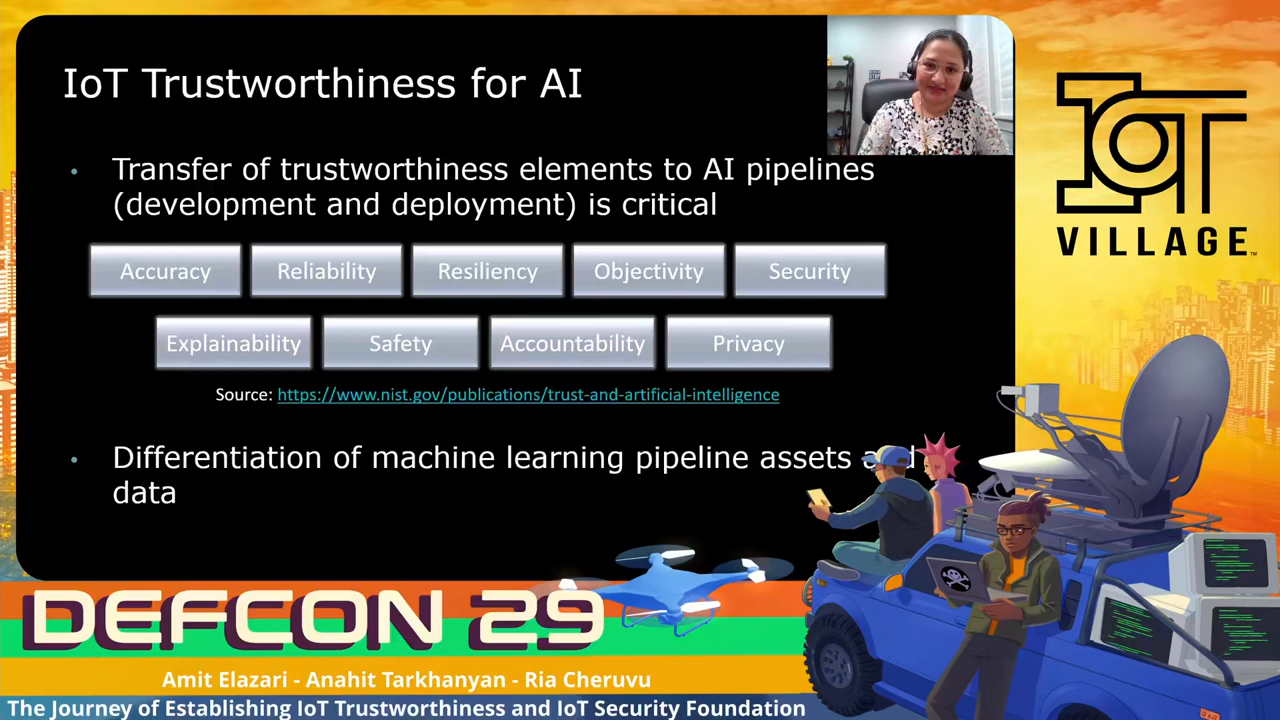 IoT Trustworthiness for AI
• Transfer of trustworthiness elements to AI pipelines
(development and deployment) is critical
Accuracy
Reliability
Resiliency
Objectivity
Security
Explainability
Safety
Accountability
Privacy
Source: https://www.nist.gov/publications/trust-and-artificial-intelligence
• Differentiation of machine learning pipeline assets and
data
IOT
VILLAGE™
DEFCON 29
Amit Elazari - Anahit Tarkhanyan - Ria Cheruvu
The Journey of Establishing IoT Trustworthiness and IoT Security Foundation